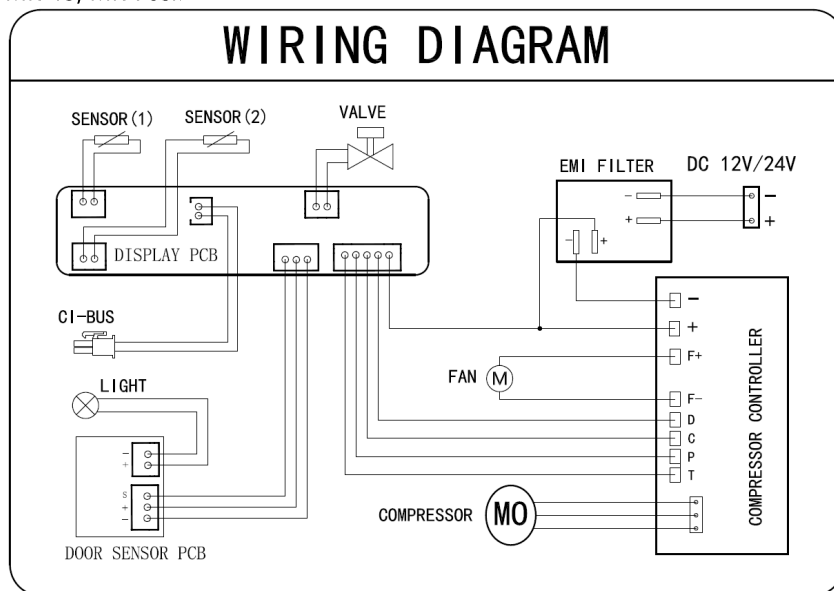 WIRING DIAGRAM
SENSOR(1)
SENSOR(2)
VALVE
EMI FILTER
DC 12V/24V
−
−
+
+
− +
DISPLAY PCB
CI-BUS
LIGHT
−
+
S
+
−
DOOR SENSOR PCB
FAN
M
COMPRESSOR
MO
−
+
F+
F−
D
C
P
T
COMPRESSOR CONTROLLER